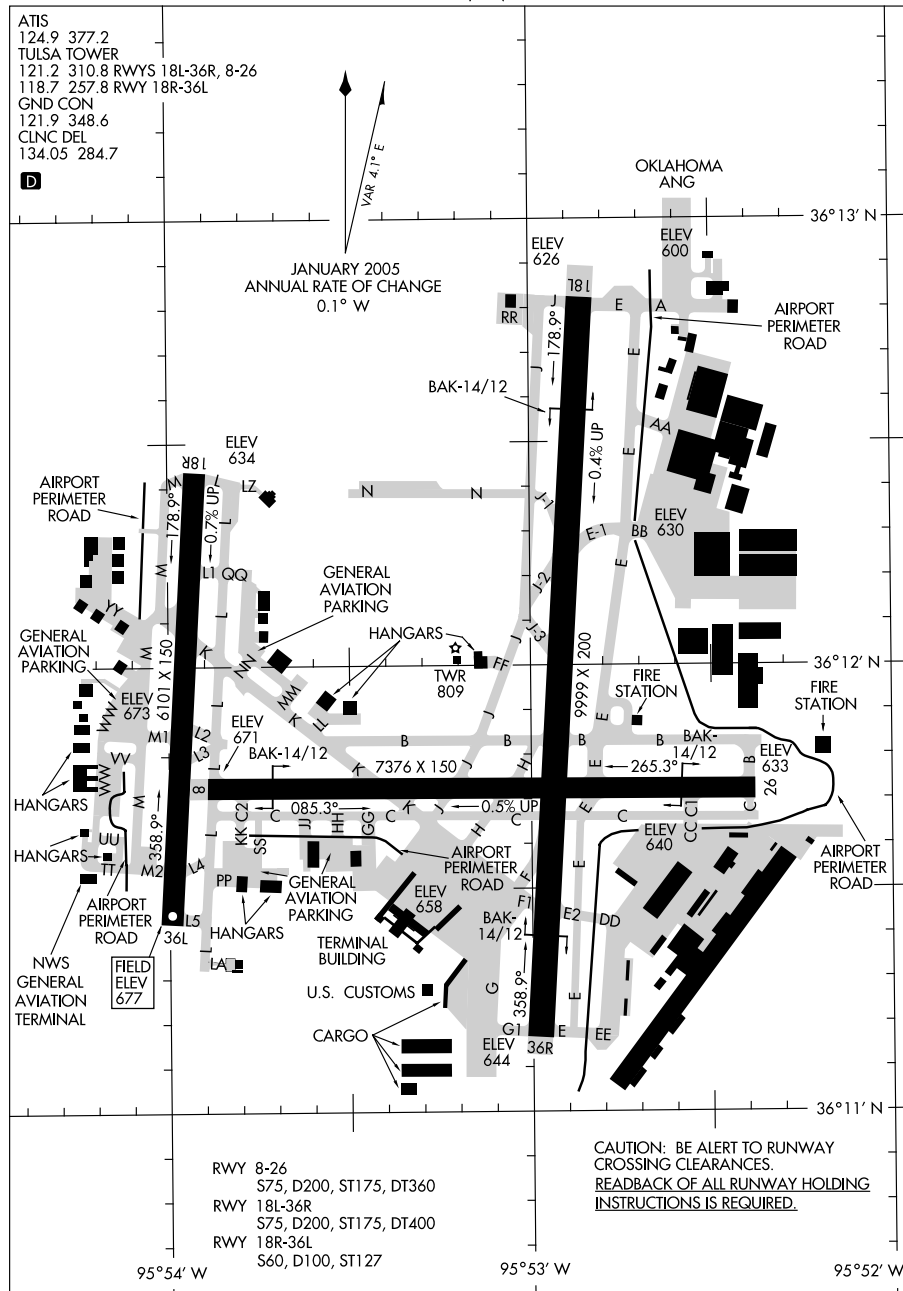 ATIS
124.9 377.2
TULSA TOWER
121.2 310.8 RWYS 18L-36R, 8-26
118.7 257.8 RWY 18R-36L
GND CON
121.9 348.6
CLNC DEL
134.05 284.7
D
VAR 4.1° E
JANUARY 2005
ANNUAL RATE OF CHANGE
0.1° W
OKLAHOMA
ANG
36°13' N
ELEV
600
ELEV
626
18L
J
E
A
RR
178.9°
AIRPORT
PERIMETER
ROAD
E
J
BAK-14/12
0.4% UP
AA
E
ELEV
634
18R
M
L
LZ
AIRPORT
PERIMETER
ROAD
178.9°
0.7% UP
L
N
N
J-1
E-1
BB
ELEV
630
E
M
L1
QQ
J-2
GENERAL
AVIATION
PARKING
YY
L
J-3
J
HANGARS
GENERAL
AVIATION
PARKING
M
K
NN
TWR
809
FF
36°12' N
MM
LL
K
FIRE
STATION
FIRE
STATION
ELEV
673
6101 X 150
WW
L
J
9999 X 200
E
M1
L2
L3
ELEV
671
BAK-14/12
B
B
B
B
BAK-
14/12
B
ELEV
633
26
VV
W
M
L
8
K
7376 X 150
J
H
E
265.3°
HANGARS
085.3°
0.5% UP
K
J
E
KK
C2
SS
C
JJ
HH
GG
C
H
C
C
CC
C1
C
HANGARS
UU
TT
358.9°
L
M2
L4
AIRPORT
PERIMETER
ROAD
ELEV
640
AIRPORT
PERIMETER
ROAD
E
PP
GENERAL
AVIATION
PARKING
F
ELEV
658
F1
E2
DD
HANGARS
AIRPORT
PERIMETER
ROAD
L5
36L
L
LA
TERMINAL
BUILDING
BAK-
14/12
NWS
GENERAL
AVIATION
TERMINAL
FIELD
ELEV
677
U.S. CUSTOMS
G
358.9°
E
CARGO
G1
E
EE
ELEV
644
36R
36°11' N
RWY 8-26
S75, D200, ST175, DT360
RWY 18L-36R
S75, D200, ST175, DT400
RWY 18R-36L
S60, D100, ST127
CAUTION: BE ALERT TO RUNWAY
CROSSING CLEARANCES.
READBACK OF ALL RUNWAY HOLDING
INSTRUCTIONS IS REQUIRED.
95°54' W
95°53' W
95°52' W